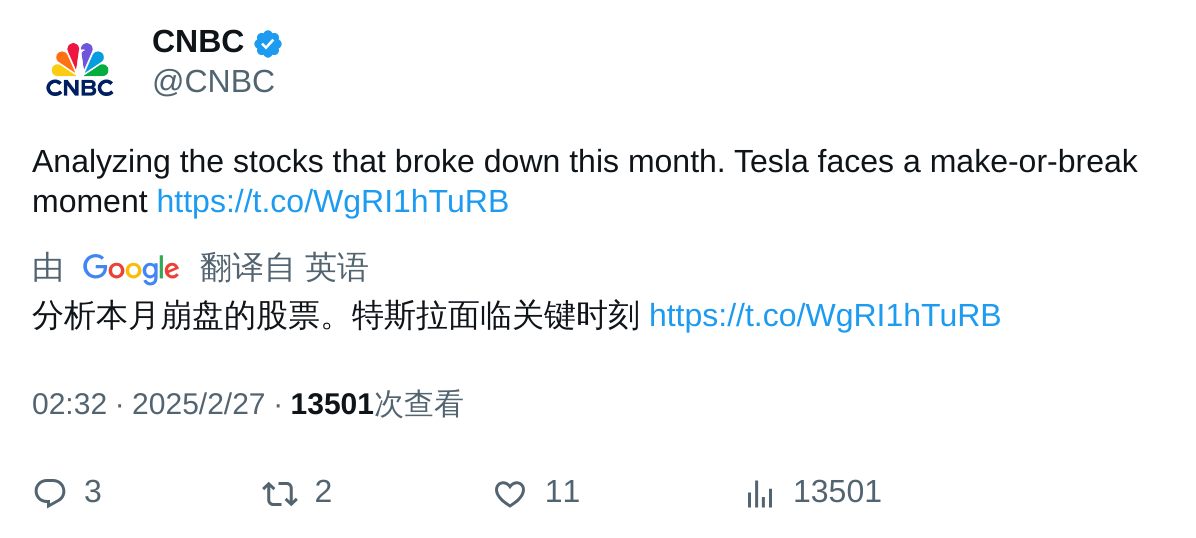 CNBC
CNBC
@CNBC
Analyzing the stocks that broke down this month. Tesla faces a make-or-break
moment https://t.co/WgRI1hTuRB
由 Google 翻译自 英语
分析本月崩盘的股票。特斯拉面临关键时刻 https://t.co/WgRI1hTuRB
02:32 · 2025/2/27 · 13501次查看
3 2 11 13501